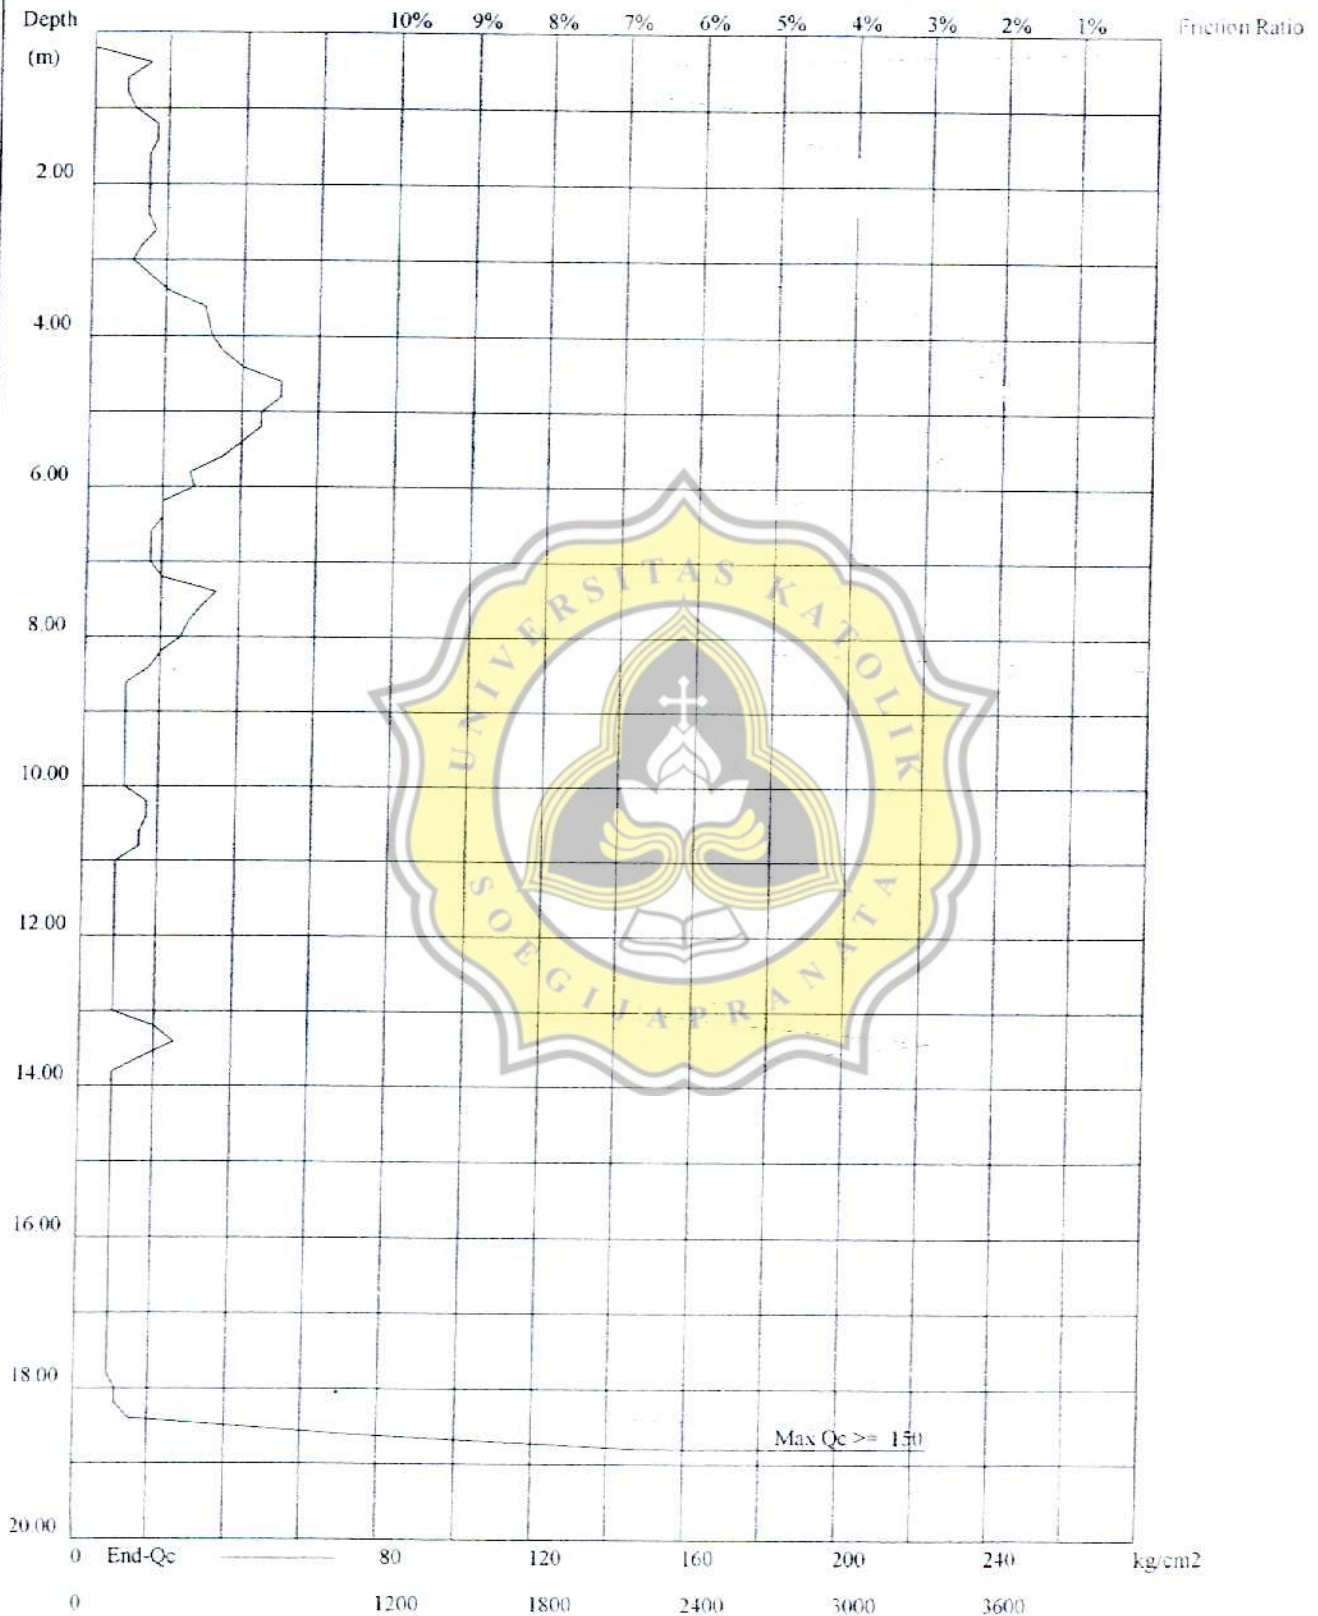 Depth 10% 9% 8% 7% 6% 5% 4% 3% 2% 1% Friction Ratio
(m)
2.00
4.00
6.00
8.00
10.00
12.00
14.00
16.00
18.00
20.00
UNIVERSITAS KATOLIK
SOEGIJAPRANATA
Max Qc >= 150
0 End-Qc 80 120 160 200 240 kg/cm2
0 1200 1800 2400 3000 3600